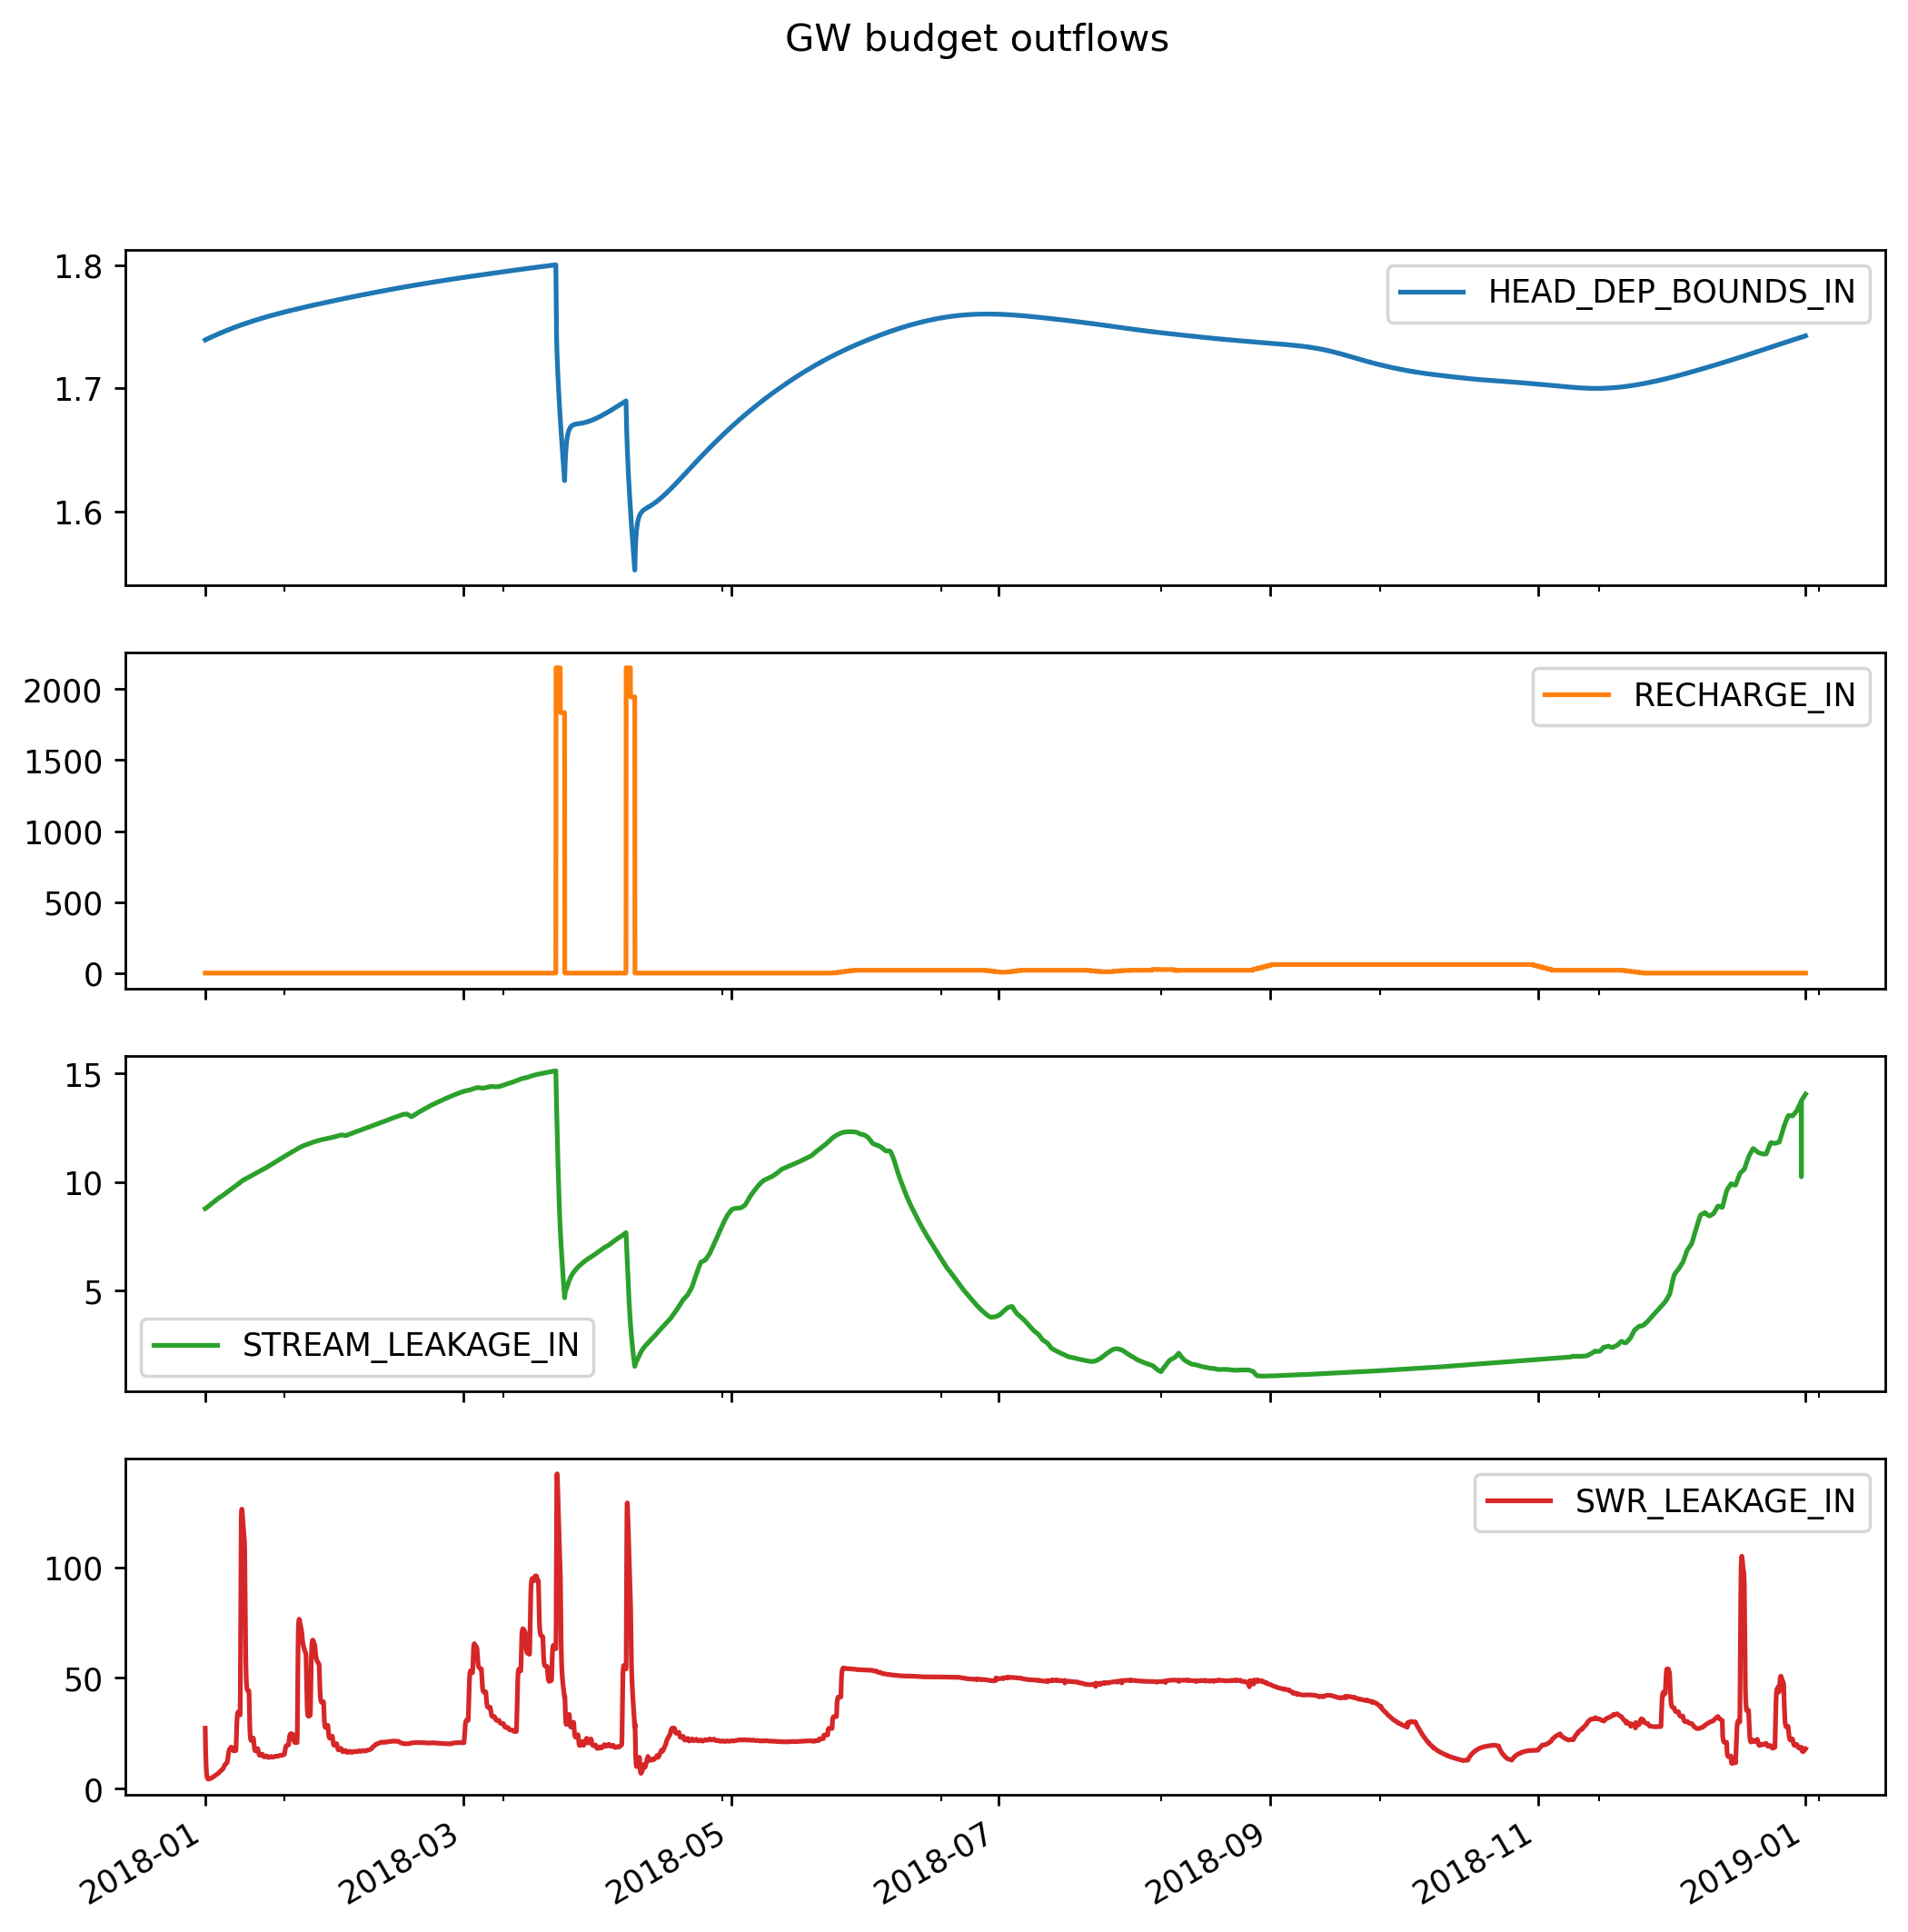 GW budget outflows
1.8
1.7
1.6
HEAD_DEP_BOUNDS_IN
2000
1500
1000
500
0
RECHARGE_IN
15
10
5
STREAM_LEAKAGE_IN
100
50
0
SWR_LEAKAGE_IN
2018-01 2018-03 2018-05 2018-07 2018-09 2018-11 2019-01